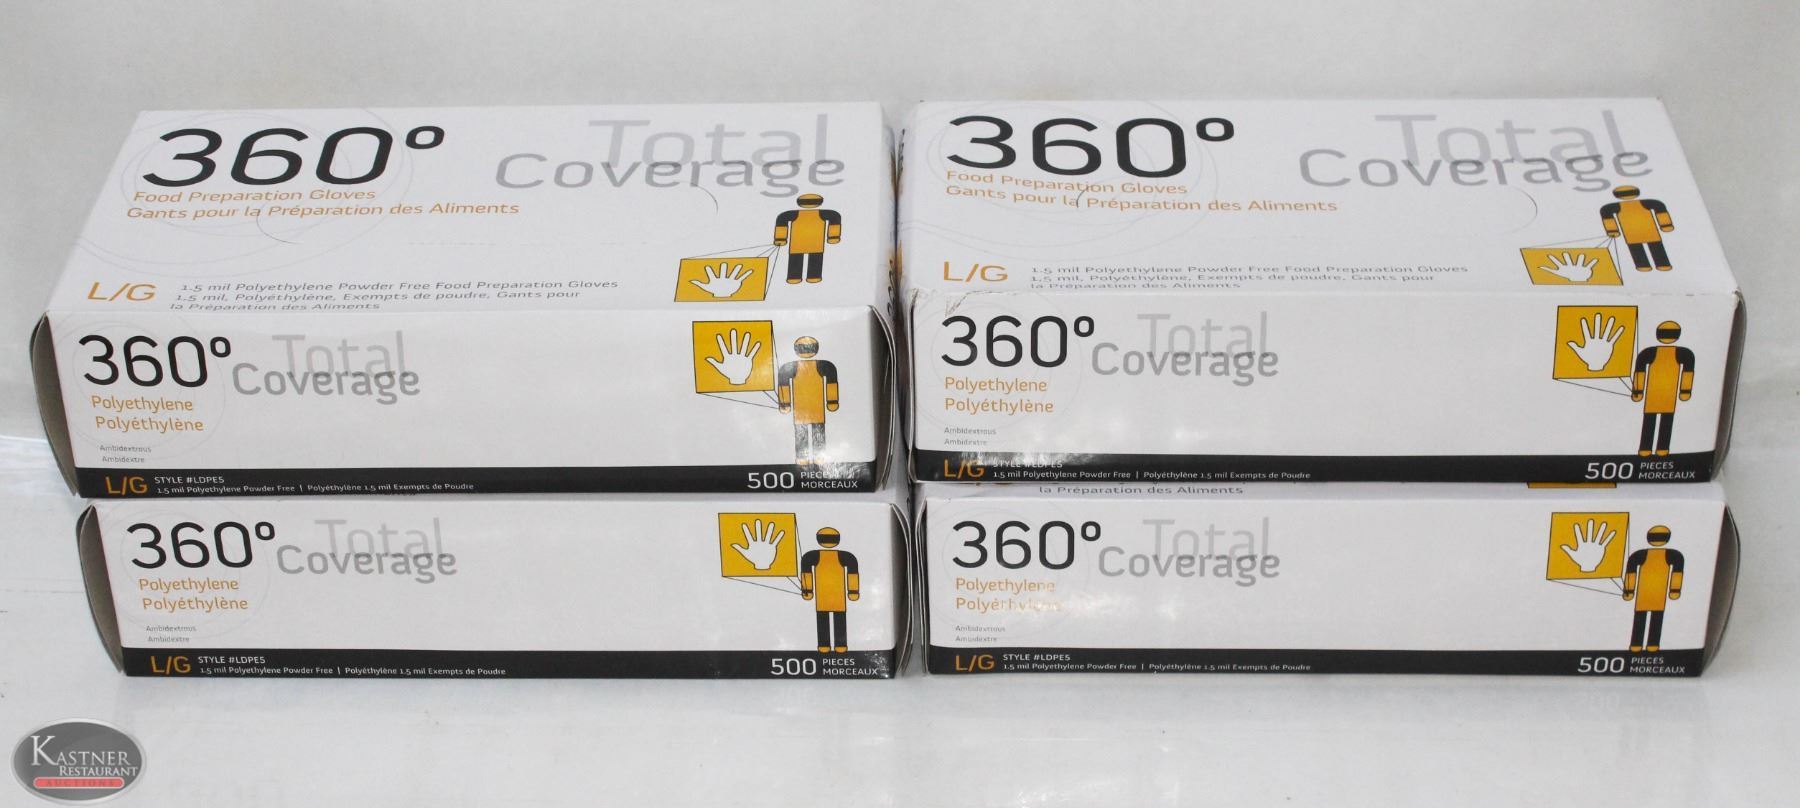 360°
Total
Coverage
Food Preparation Gloves
Gants pour la Préparation des Aliments
L/G
1.5 mil Polyethylene Powder Free Food Preparation Gloves
1.5 mil, Polyéthylène, Exempts de poudre, Gants pour
la Préparation des Aliments
360°
Total
Coverage
Polyethylene
Polyéthylène
Ambidextrous
Ambidextre
L/G
STYLE #LDPE5
1.5 mil Polyethylene Powder Free | Polyéthylène 1.5 mil Exempts de Poudre
500 PIECES
MORCEAUX
360°
Total
Coverage
Food Preparation Gloves
Gants pour la Préparation des Aliments
L/G
1.5 mil Polyethylene Powder Free Food Preparation Gloves
1.5 mil, Polyéthylène, Exempts de poudre, Gants pour
la Préparation des Aliments
360°
Total
Coverage
Polyethylene
Polyéthylène
Ambidextrous
Ambidextre
L/G
STYLE #LDPE5
1.5 mil Polyethylene Powder Free | Polyéthylène 1.5 mil Exempts de Poudre
500 PIECES
MORCEAUX
360°
Total
Coverage
Polyethylene
Polyéthylène
Ambidextrous
Ambidextre
L/G
STYLE #LDPE5
1.5 mil Polyethylene Powder Free | Polyéthylène 1.5 mil Exempts de Poudre
500 PIECES
MORCEAUX
la Préparation des Aliments
360°
Total
Coverage
Polyethylene
Polyéthylène
Ambidextrous
Ambidextre
L/G
STYLE #LDPE5
1.5 mil Polyethylene Powder Free | Polyéthylène 1.5 mil Exempts de Poudre
500 PIECES
MORCEAUX
KASTNER
RESTAURANT
AUCTIONS